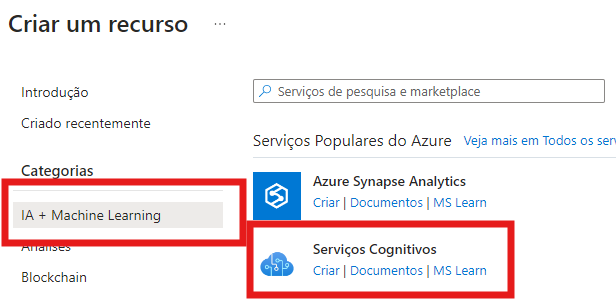 Criar um recurso ...
Introdução
Criado recentemente
Categorias
IA + Machine Learning
Análises
Blockchain
Serviços de pesquisa e marketplace
Serviços Populares do Azure Veja mais em Todos os ser
Azure Synapse Analytics
Criar | Documentos | MS Learn
Serviços Cognitivos
Criar | Documentos | MS Learn